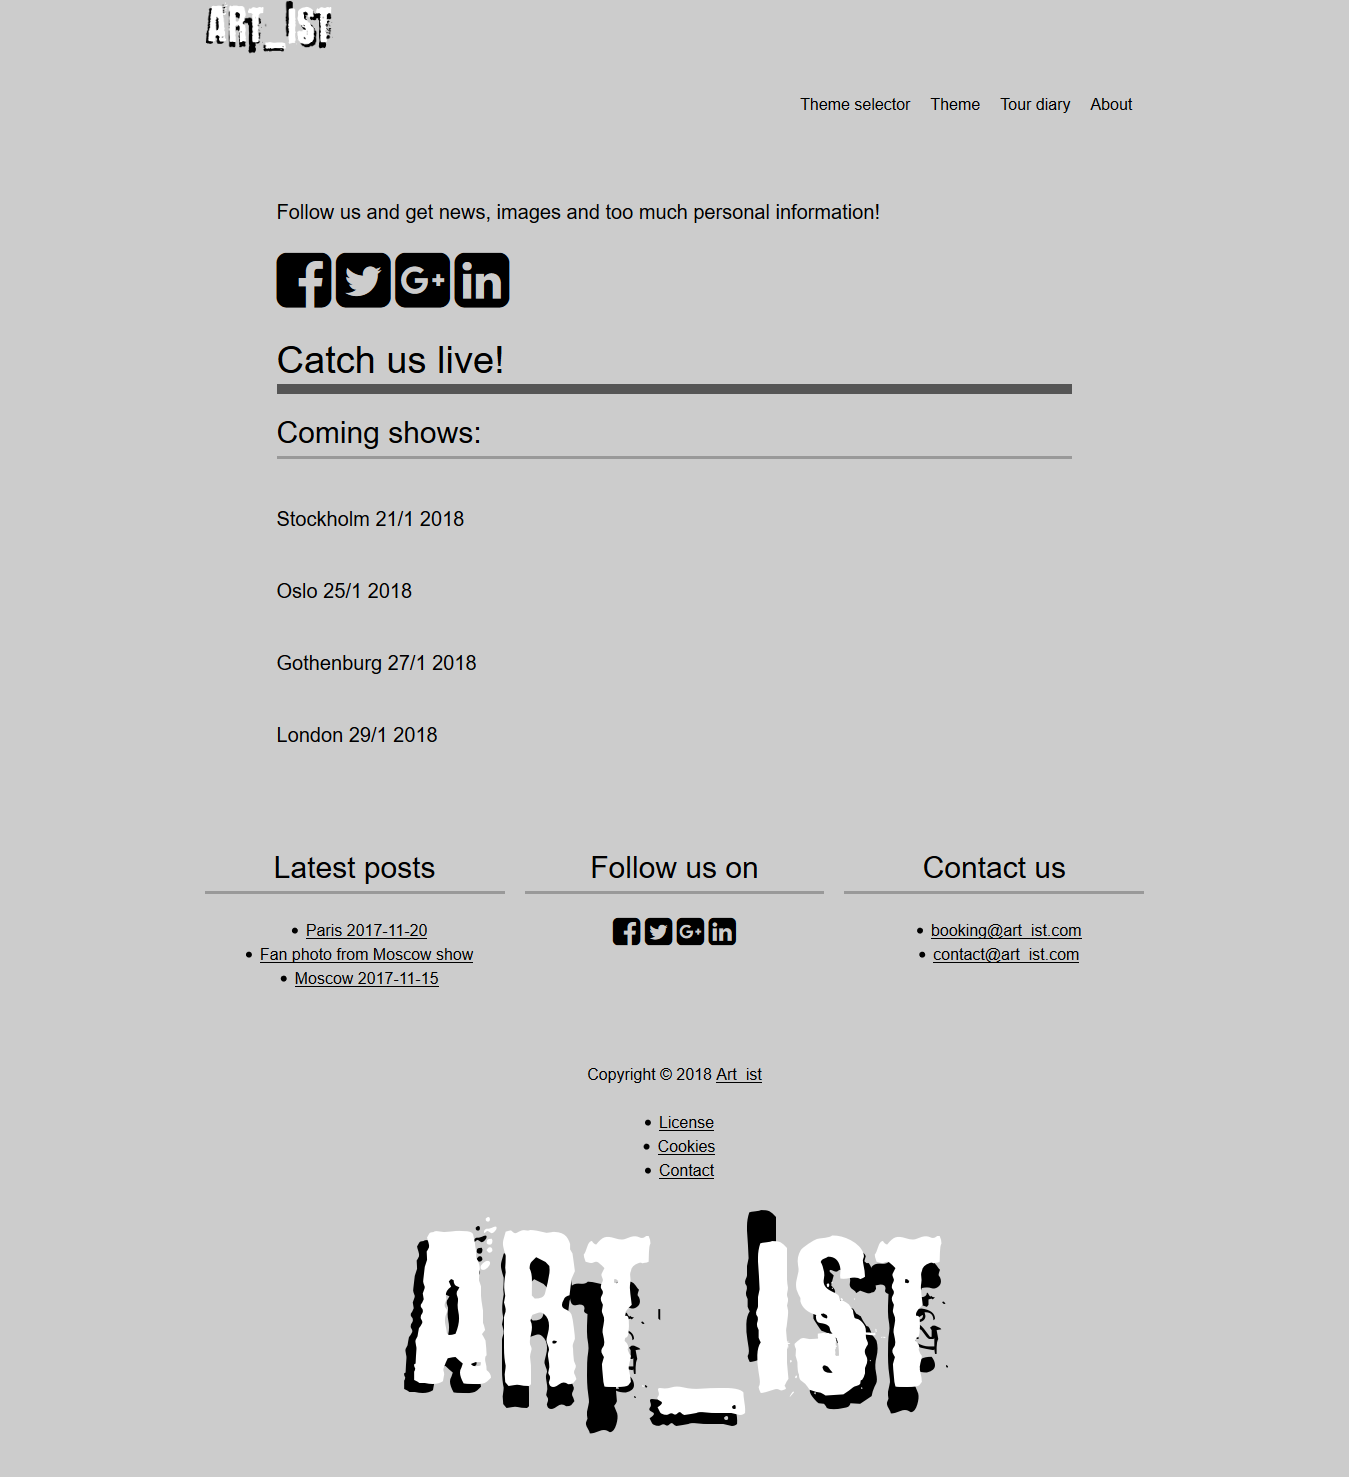 ART_IST
Theme selector Theme Tour diary About
Follow us and get news, images and too much personal information!
Catch us live!
Coming shows:
Stockholm 21/1 2018
Oslo 25/1 2018
Gothenburg 27/1 2018
London 29/1 2018
Latest posts
Paris 2017-11-20
Fan photo from Moscow show
Moscow 2017-11-15
Follow us on
Contact us
booking@art_ist.com
contact@art_ist.com
Copyright © 2018 Art_ist
License
Cookies
Contact
ART_IST